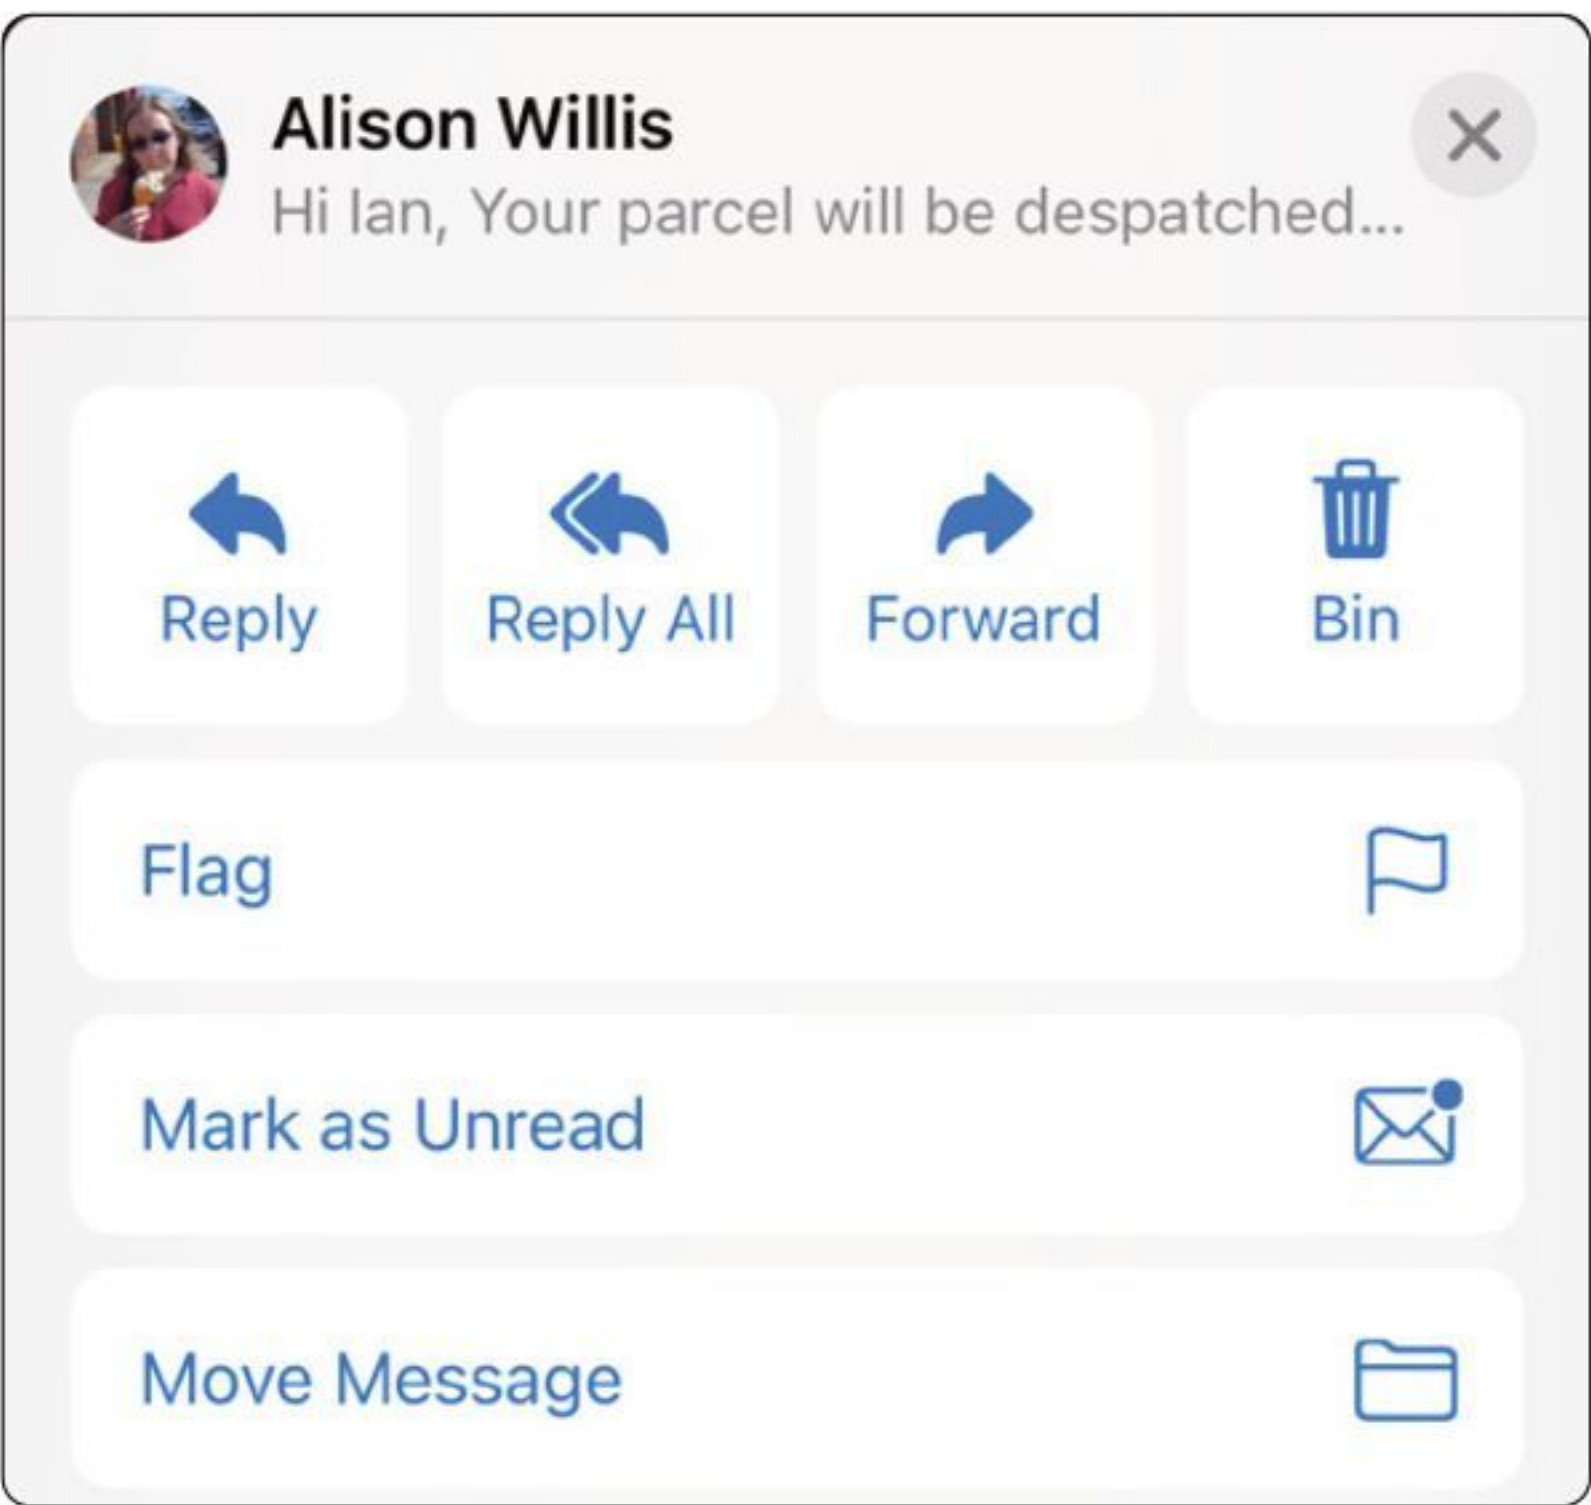 Alison Willis
Hi Ian, Your parcel will be despatched...
Reply
Reply All
Forward
Bin
Flag
Mark as Unread
Move Message